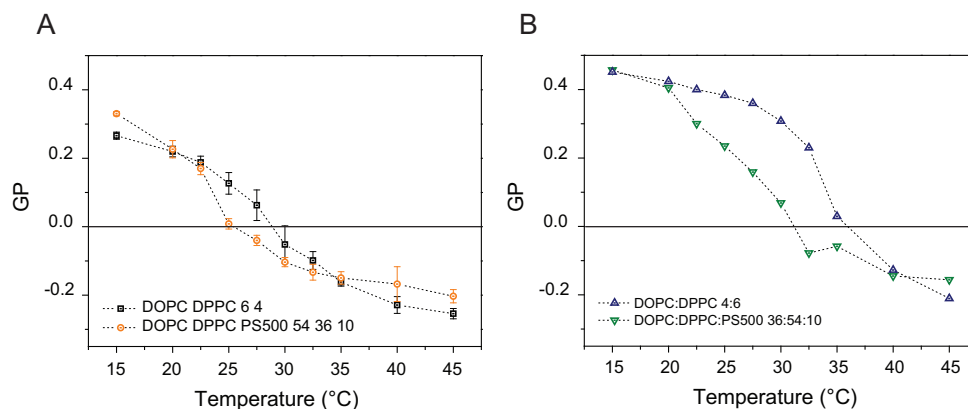 A
B
0.4
0.2
0.0
-0.2
GP
DOPC DPPC 6 4
DOPC DPPC PS500 54 36 10
15 20 25 30 35 40 45
Temperature (°C)
0.4
0.2
0.0
-0.2
GP
DOPC:DPPC 4:6
DOPC:DPPC:PS500 36:54:10
15 20 25 30 35 40 45
Temperature (°C)